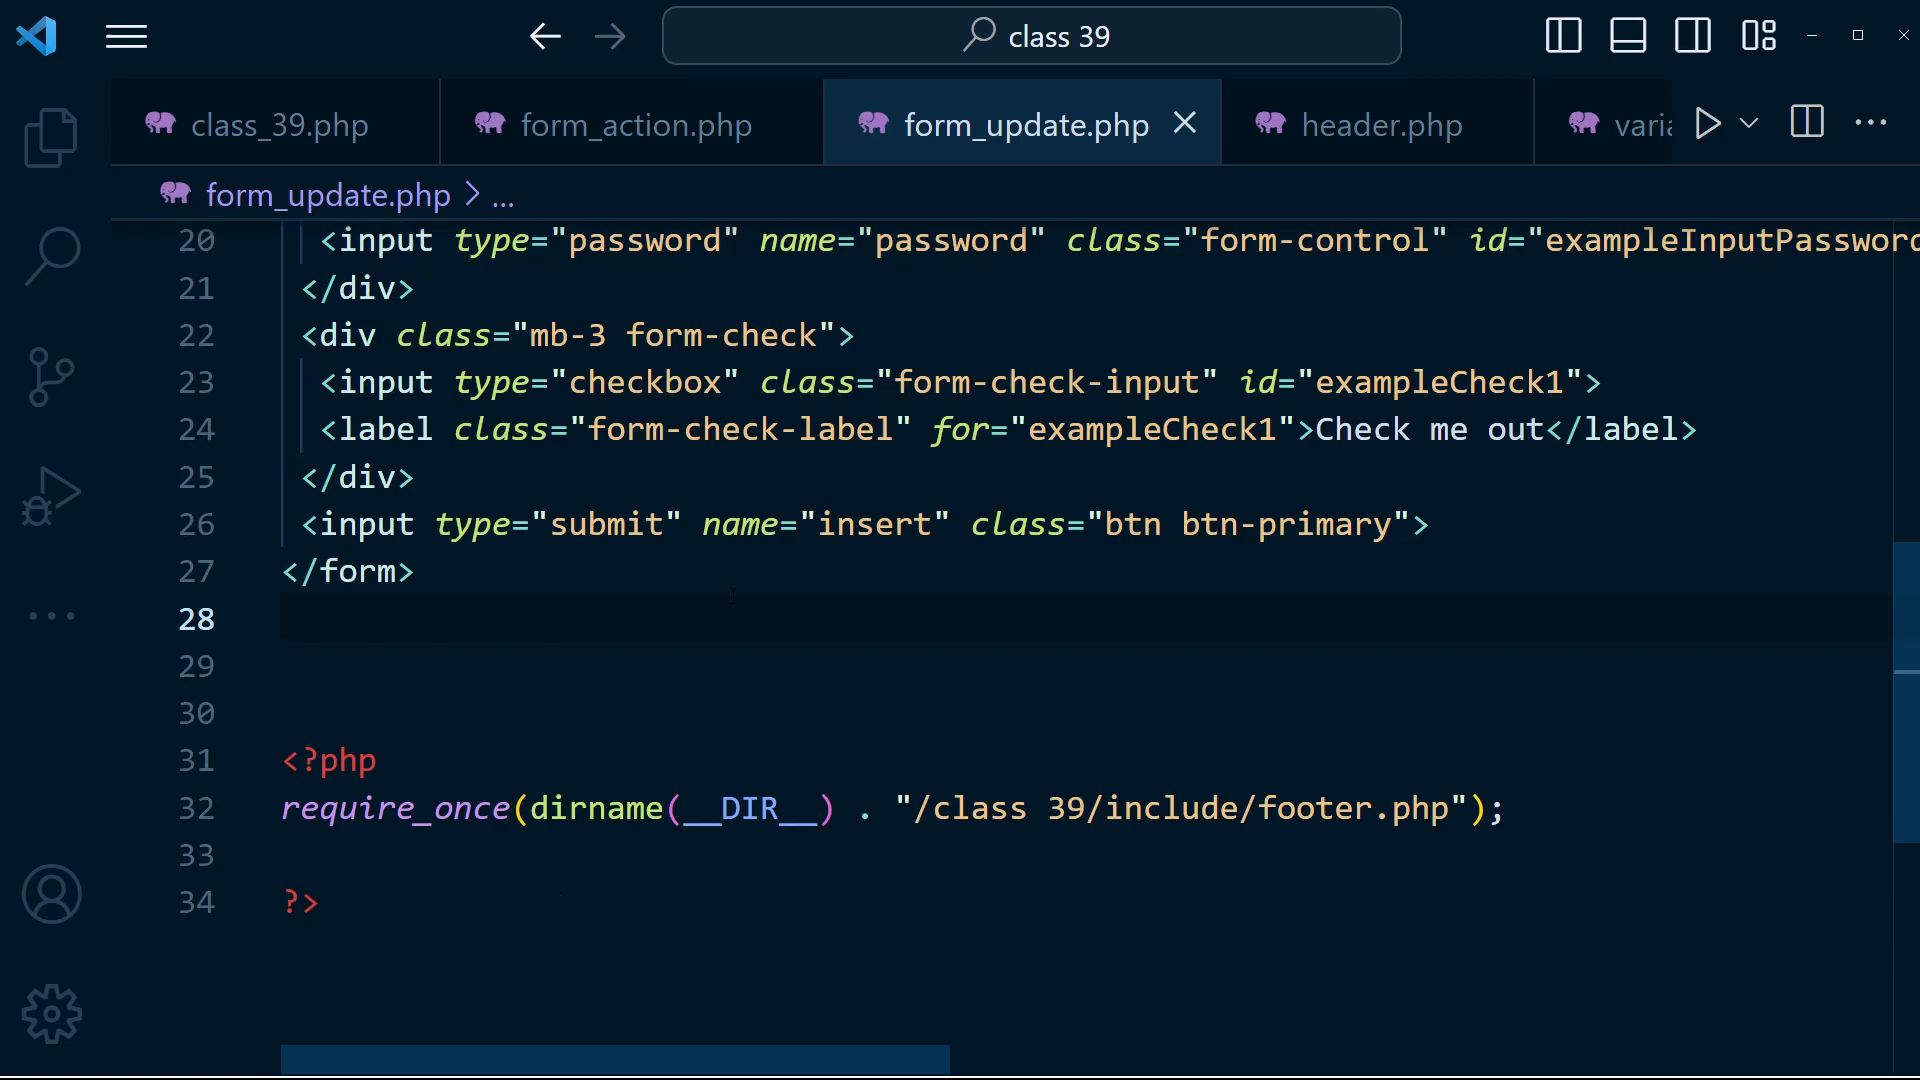 class 39
class_39.php
form_action.php
form_update.php
header.php
form_update.php > ...
20 <input type="password" name="password" class="form-control" id="exampleInputPassword
21 </div>
22 <div class="mb-3 form-check">
23 <input type="checkbox" class="form-check-input" id="exampleCheck1">
24 <label class="form-check-label" for="exampleCheck1">Check me out</label>
25 </div>
26 <input type="submit" name="insert" class="btn btn-primary">
27 </form>
28
29
30
31 <?php
32 require_once(dirname(__DIR__) . "/class 39/include/footer.php");
33
34 ?>